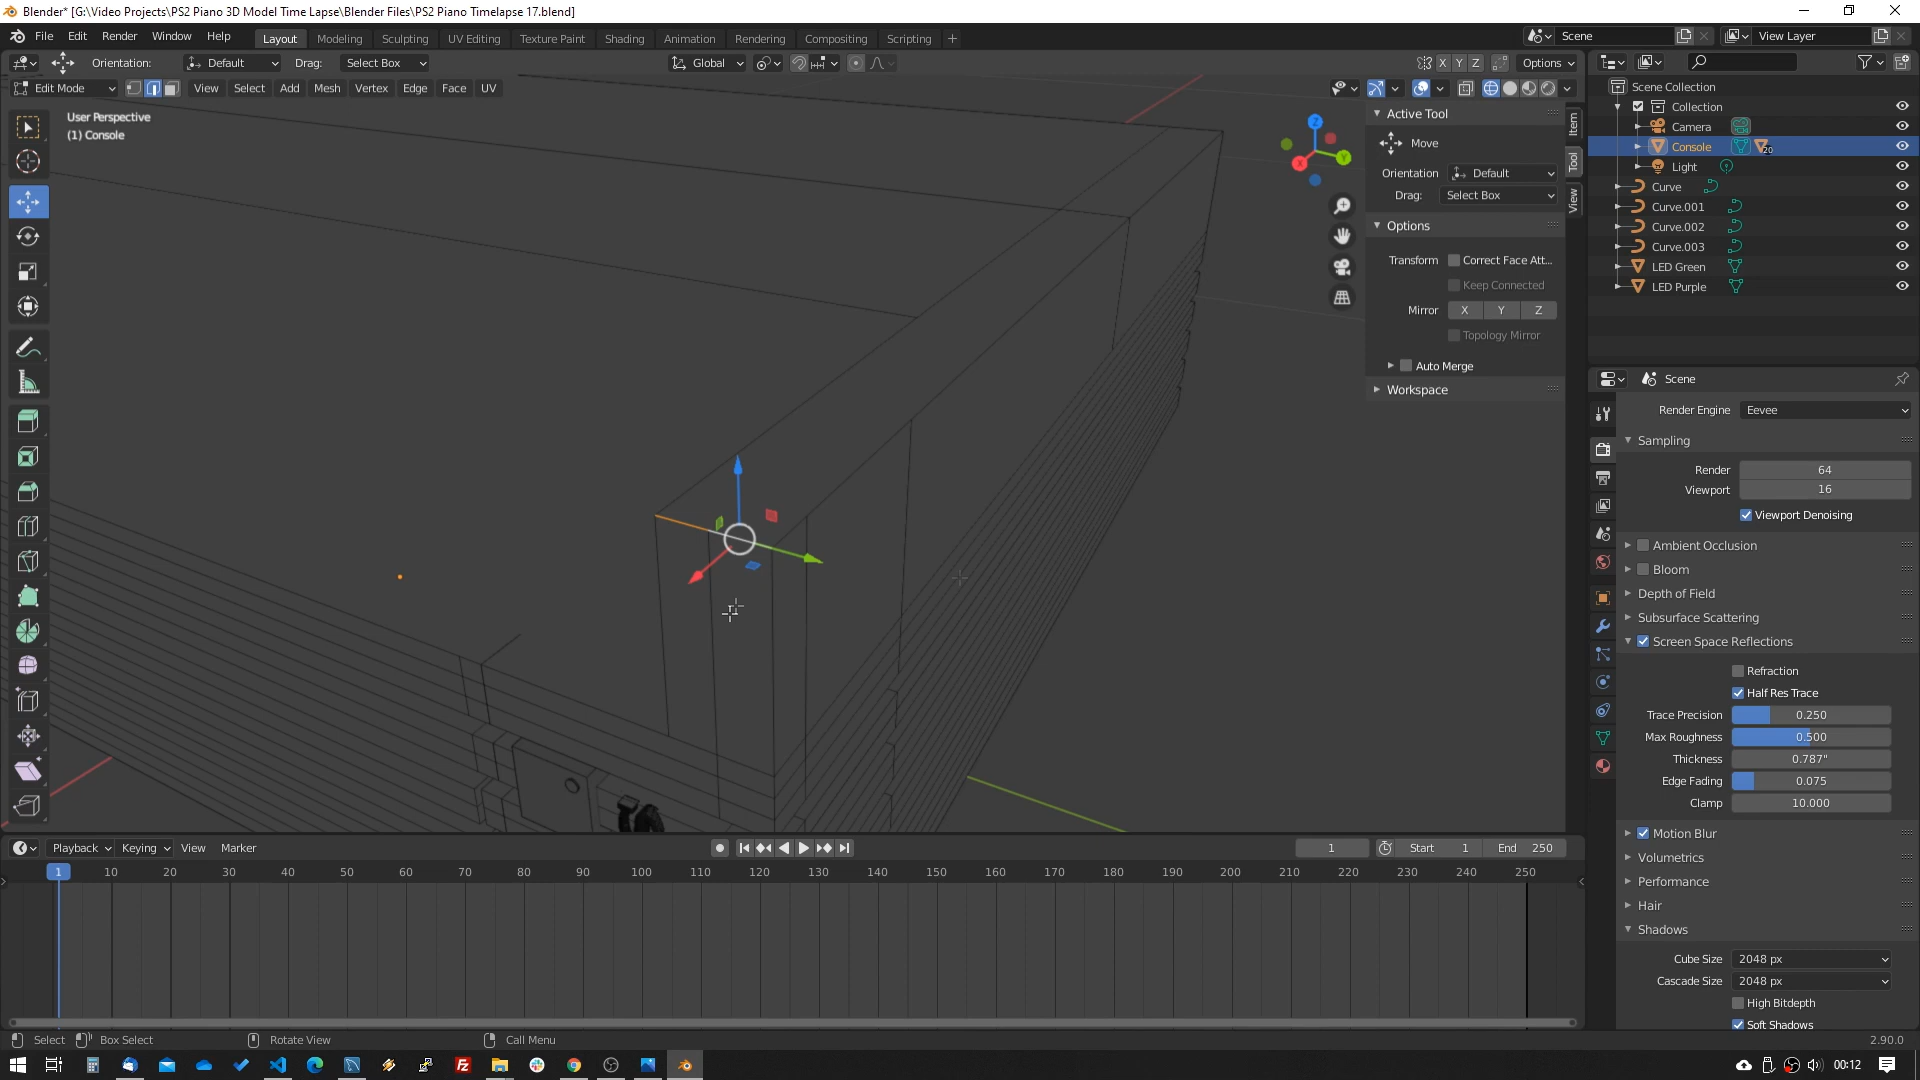 Blender* [G:\Video Projects\PS2 Piano 3D Model Time Lapse\Blender Files\PS2 Piano Timelapse 17.blend]
File Edit Render Window Help Layout Modeling Sculpting UV Editing Texture Paint Shading Animation Rendering Compositing Scripting + Scene View Layer
Orientation: Default Drag: Select Box Global X Y Z Options
Edit Mode View Select Add Mesh Vertex Edge Face UV
User Perspective
(1) Console
Active Tool
Move
Orientation Default
Drag: Select Box
Options
Transform Correct Face Att...
Keep Connected
Mirror X Y Z
Topology Mirror
Auto Merge
Workspace
Item
Tool
View
Z
Y
X
Scene Collection
Collection
Camera
Console 20
Light
Curve
Curve.001
Curve.002
Curve.003
LED Green
LED Purple
Scene
Render Engine Eevee
Sampling
Render 64
Viewport 16
Viewport Denoising
Ambient Occlusion
Bloom
Depth of Field
Subsurface Scattering
Screen Space Reflections
Refraction
Half Res Trace
Trace Precision 0.250
Max Roughness 0.500
Thickness 0.787"
Edge Fading 0.075
Clamp 10.000
Motion Blur
Volumetrics
Performance
Hair
Shadows
Cube Size 2048 px
Cascade Size 2048 px
High Bitdepth
Soft Shadows
Playback Keying View Marker 1 Start 1 End 250
1 10 20 30 40 50 60 70 80 90 100 110 120 130 140 150 160 170 180 190 200 210 220 230 240 250
Select Box Select Rotate View Call Menu 2.90.0
00:12